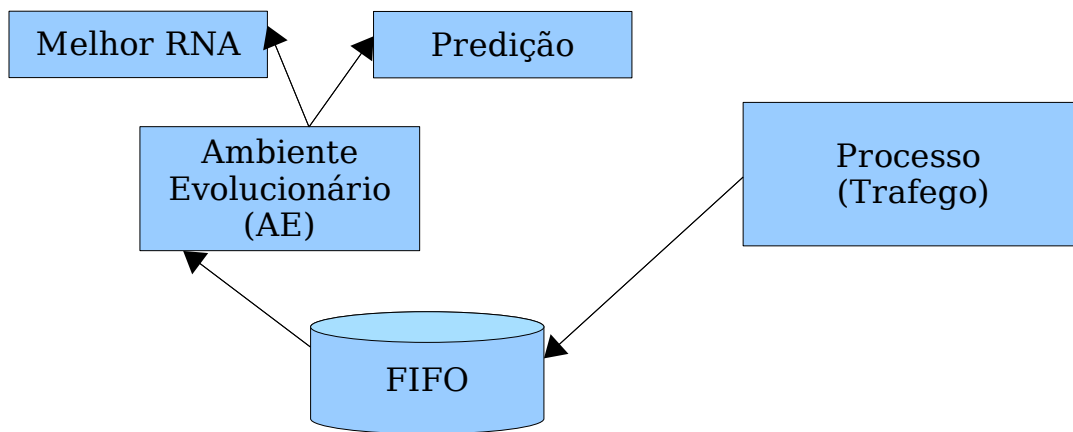 Melhor RNA
Predição
Ambiente
Evolucionário
(AE)
Processo
(Trafego)
FIFO